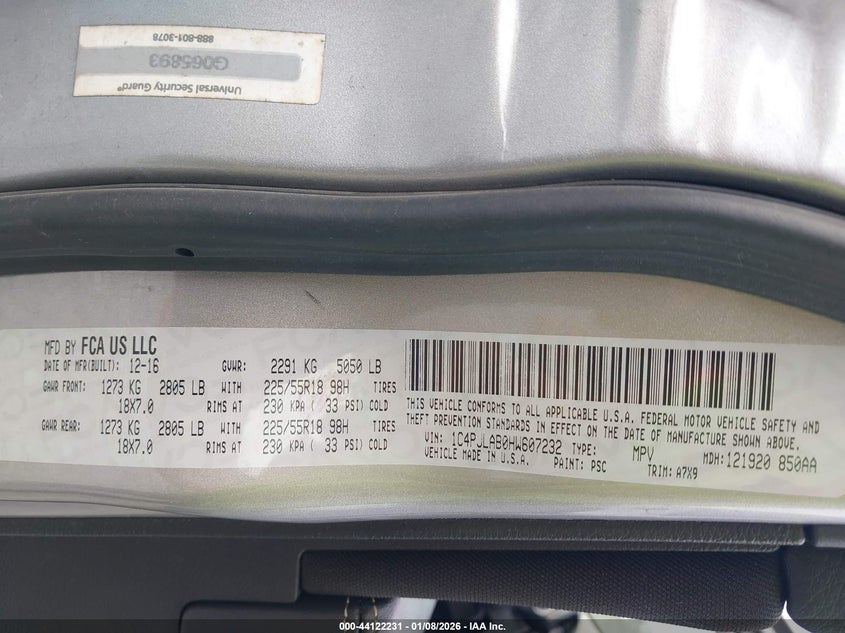 Universal Security Guard®
G065893
888-801-3078
MFD BY FCA US LLC
DATE OF MFR(BUILT): 12-16 GVWR: 2291 KG 5050 LB
GAWR FRONT: 1273 KG 2805 LB WITH 225/55R18 98H TIRES
18X7.0 RIMS AT 230 KPA ( 33 PSI) COLD
GAWR REAR: 1273 KG 2805 LB WITH 225/55R18 98H TIRES
18X7.0 RIMS AT 230 KPA ( 33 PSI) COLD
THIS VEHICLE CONFORMS TO ALL APPLICABLE U.S.A. FEDERAL MOTOR VEHICLE SAFETY AND
THEFT PREVENTION STANDARDS IN EFFECT ON THE DATE OF MANUFACTURE SHOWN ABOVE.
VIN: 1C4PJLAB0HW607232 TYPE: MPV MDH: 121920 850AA
VEHICLE MADE IN U.S.A. PAINT: PSC TRIM: A7X9
000-44122231 - 01/08/2026 - IAA, Inc.